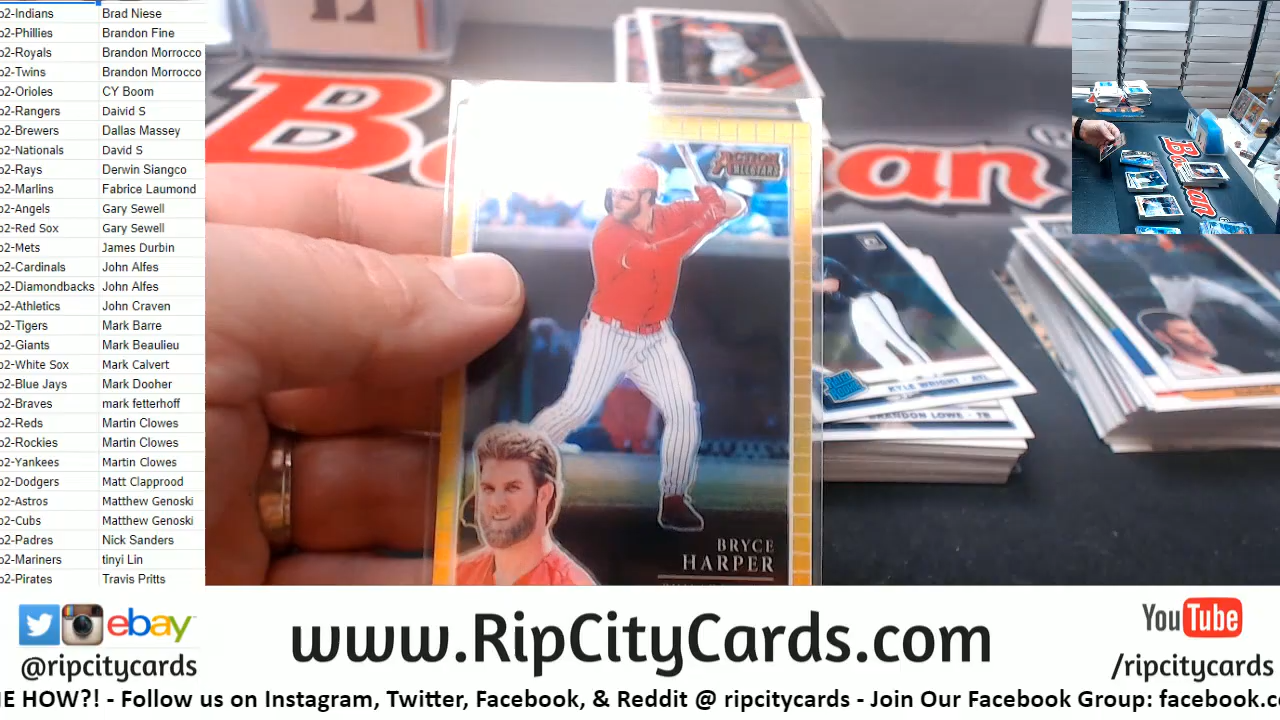 o2-Indians Brad Niese
o2-Phillies Brandon Fine
o2-Royals Brandon Morrocco
o2-Twins Brandon Morrocco
o2-Orioles CY Boom
o2-Rangers Daivid S
o2-Brewers Dallas Massey
o2-Nationals David S
o2-Rays Derwin Siangco
o2-Marlins Fabrice Laumond
o2-Angels Gary Sewell
o2-Red Sox Gary Sewell
o2-Mets James Durbin
o2-Cardinals John Alfes
o2-Diamondbacks John Alfes
o2-Athletics John Craven
o2-Tigers Mark Barre
o2-Giants Mark Beaulieu
o2-White Sox Mark Calvert
o2-Blue Jays Mark Dooher
o2-Braves mark fetterhoff
o2-Reds Martin Clowes
o2-Rockies Martin Clowes
o2-Yankees Martin Clowes
o2-Dodgers Matt Clapprood
o2-Astros Matthew Genoski
o2-Cubs Matthew Genoski
o2-Padres Nick Sanders
o2-Mariners tinyi Lin
o2-Pirates Travis Pritts
B
an
ACTION
ALL-STARS
BRYCE
HARPER
KYLE WRIGHT - ATL
BRANDON LOWE - TB
ebay
@ripcitycards
www.RipCityCards.com
YouTube
/ripcitycards
E HOW?! - Follow us on Instagram, Twitter, Facebook, & Reddit @ ripcitycards - Join Our Facebook Group: facebook.c